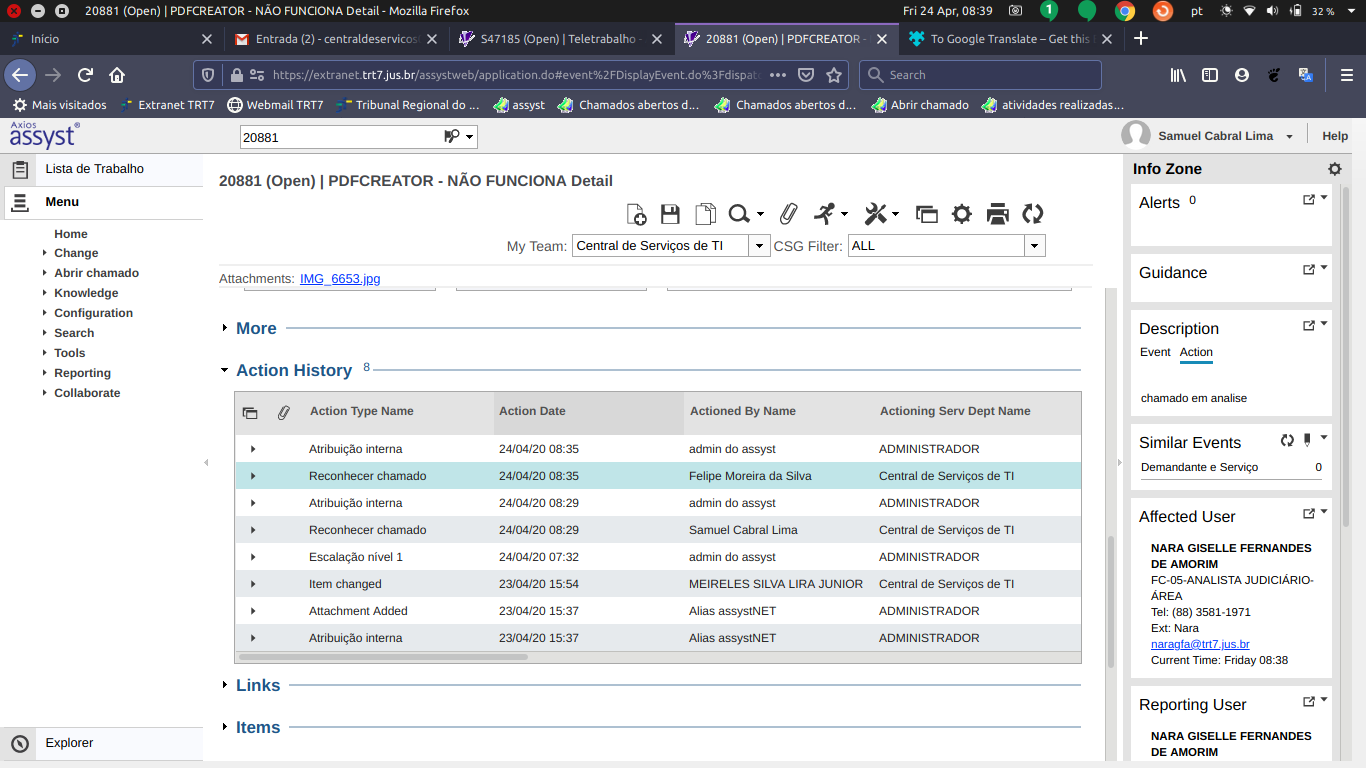 20881 (Open) | PDFCREATOR - NÃO FUNCIONA Detail - Mozilla Firefox
Fri 24 Apr, 08:39
1
pt
32 %
Início
Entrada (2) - centraldeservicos
S47185 (Open) | Teletrabalho -
20881 (Open) | PDFCREATOR -
To Google Translate – Get this
https://extranet.trt7.jus.br/assystweb/application.do#event%2FDisplayEvent.do%3Fdispat
Search
Mais visitados
Extranet TRT7
Webmail TRT7
Tribunal Regional do ...
assyst
Chamados abertos d...
Chamados abertos d...
Abrir chamado
atividades realizadas...
Axios
assyst®
20881
Samuel Cabral Lima
Help
Lista de Trabalho
Menu
Home
Change
Abrir chamado
Knowledge
Configuration
Search
Tools
Reporting
Collaborate
Explorer
20881 (Open) | PDFCREATOR - NÃO FUNCIONA Detail
My Team: Central de Serviços de TI CSG Filter: ALL
Attachments: IMG_6653.jpg
More
Action History 8
Action Type Name Action Date Actioned By Name Actioning Serv Dept Name
Atribuição interna 24/04/20 08:35 admin do assyst ADMINISTRADOR
Reconhecer chamado 24/04/20 08:35 Felipe Moreira da Silva Central de Serviços de TI
Atribuição interna 24/04/20 08:29 admin do assyst ADMINISTRADOR
Reconhecer chamado 24/04/20 08:29 Samuel Cabral Lima Central de Serviços de TI
Escalação nível 1 24/04/20 07:32 admin do assyst ADMINISTRADOR
Item changed 23/04/20 15:54 MEIRELES SILVA LIRA JUNIOR Central de Serviços de TI
Attachment Added 23/04/20 15:37 Alias assystNET ADMINISTRADOR
Atribuição interna 23/04/20 15:37 Alias assystNET ADMINISTRADOR
Links
Items
Info Zone
Alerts 0
Guidance
Description
Event Action
chamado em analise
Similar Events
Demandante e Serviço 0
Affected User
NARA GISELLE FERNANDES
DE AMORIM
FC-05-ANALISTA JUDICIÁRIO-
ÁREA
Tel: (88) 3581-1971
Ext: Nara
naragfa@trt7.jus.br
Current Time: Friday 08:38
Reporting User
NARA GISELLE FERNANDES
DE AMORIM